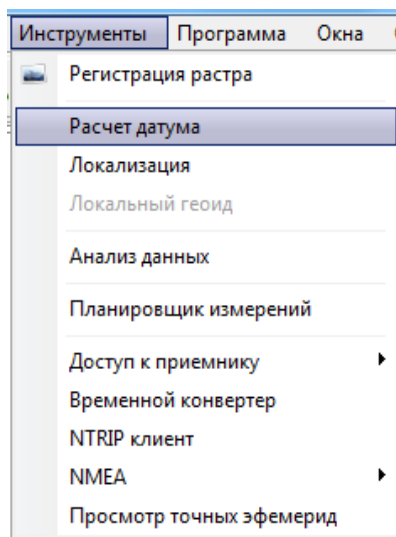 Инструменты Программа Окна
Регистрация растра
Расчет датума
Локализация
Локальный геоид
Анализ данных
Планировщик измерений
Доступ к приемнику
Временной конвертер
NTRIP клиент
NMEA
Просмотр точных эфемерид